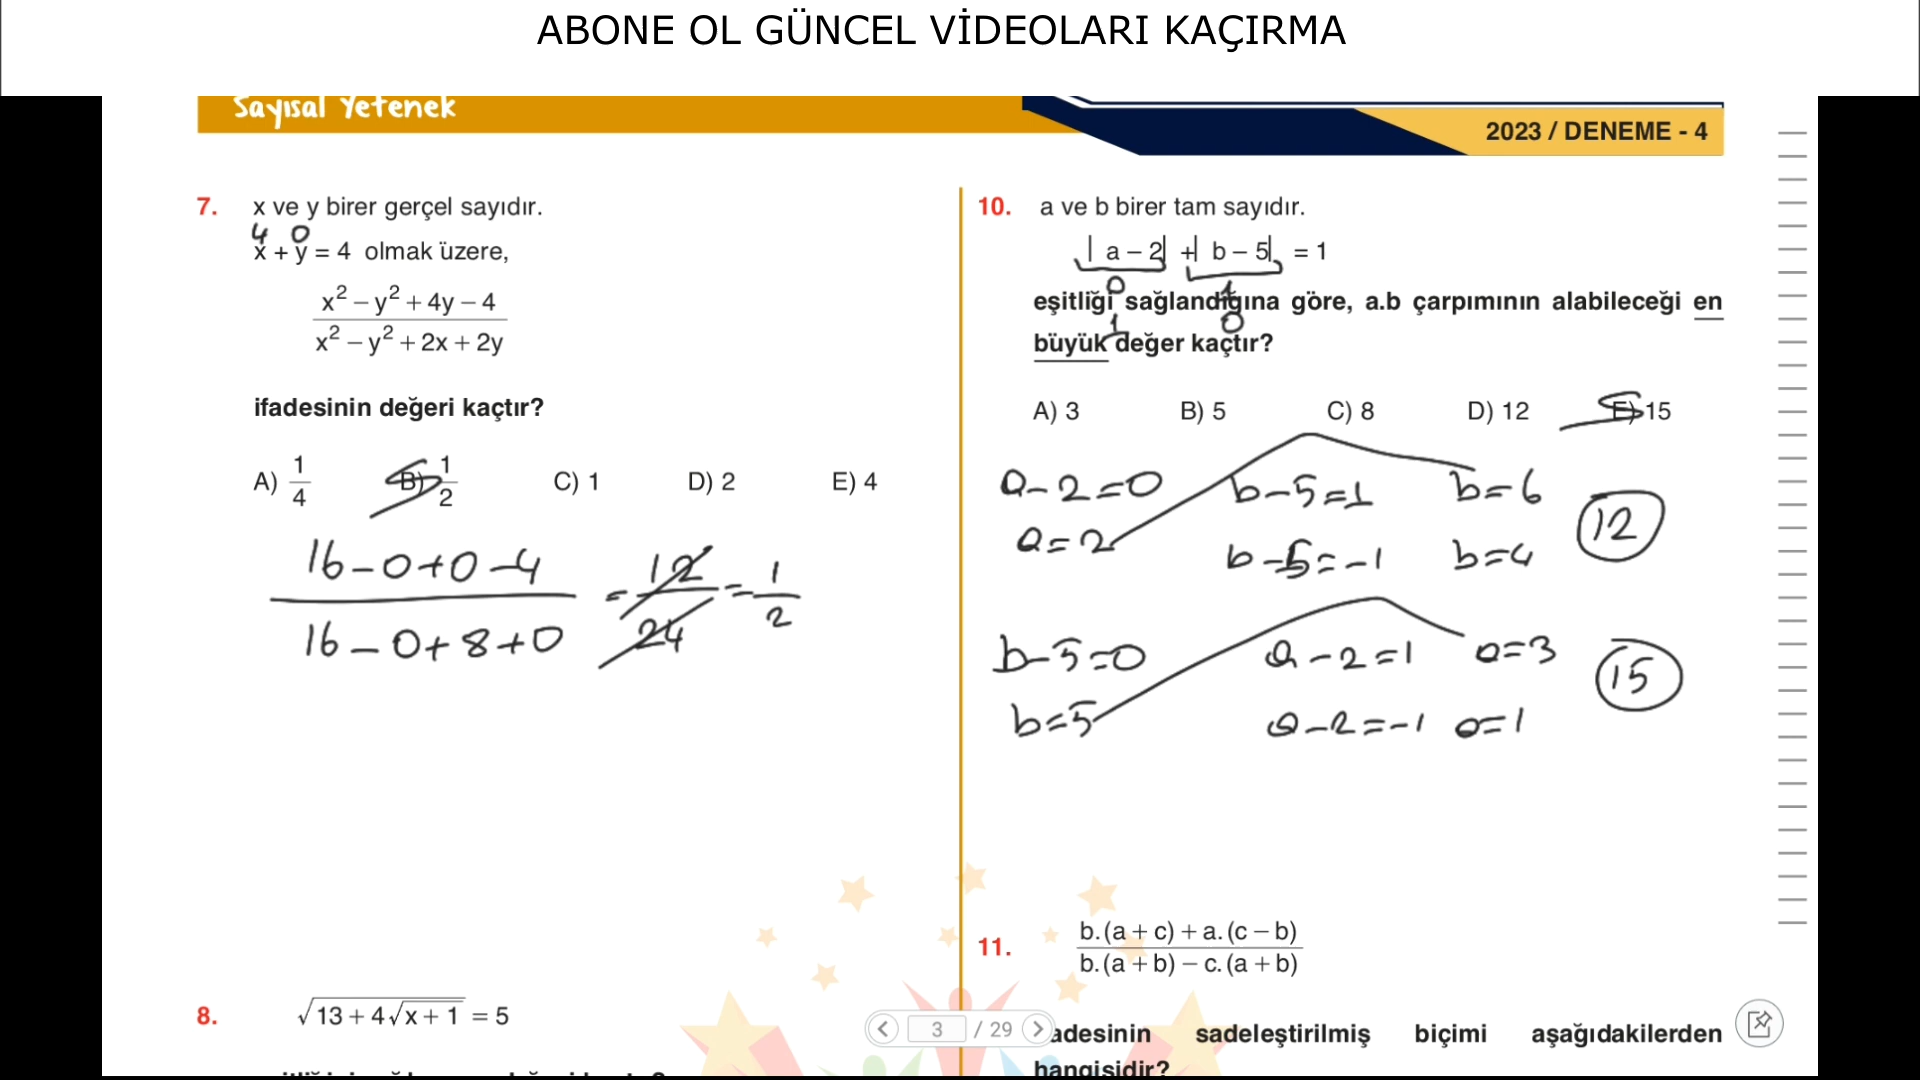 ABONE OL GÜNCEL VİDEOLARI KAÇIRMA
Sayısal Yetenek
2023 / DENEME - 4
7. x ve y birer gerçel sayıdır.
4 0
x + y = 4 olmak üzere,
x² – y² + 4y – 4
x² – y² + 2x + 2y
ifadesinin değeri kaçtır?
A) 1/4 B) 1/2 C) 1 D) 2 E) 4
16-0+0-4
16-0+8+0
= 12/24 = 1/2
8. √13 + 4√x + 1 = 5
10. a ve b birer tam sayıdır.
| a – 2| +| b – 5| = 1
0 1
eşitliği sağlandığına göre, a.b çarpımının alabileceği en
1 0
büyük değer kaçtır?
A) 3 B) 5 C) 8 D) 12 E) 15
a-2=0 b-5=1 b=6 12
a=2 b-5=-1 b=4
b-5=0 a-2=1 a=3 15
b=5 a-2=-1 a=1
11. b.(a + c) + a.(c – b)
b.(a + b) – c.(a + b)
adesinin sadeleştirilmiş biçimi aşağıdakilerden
hangisidir?
3 / 29